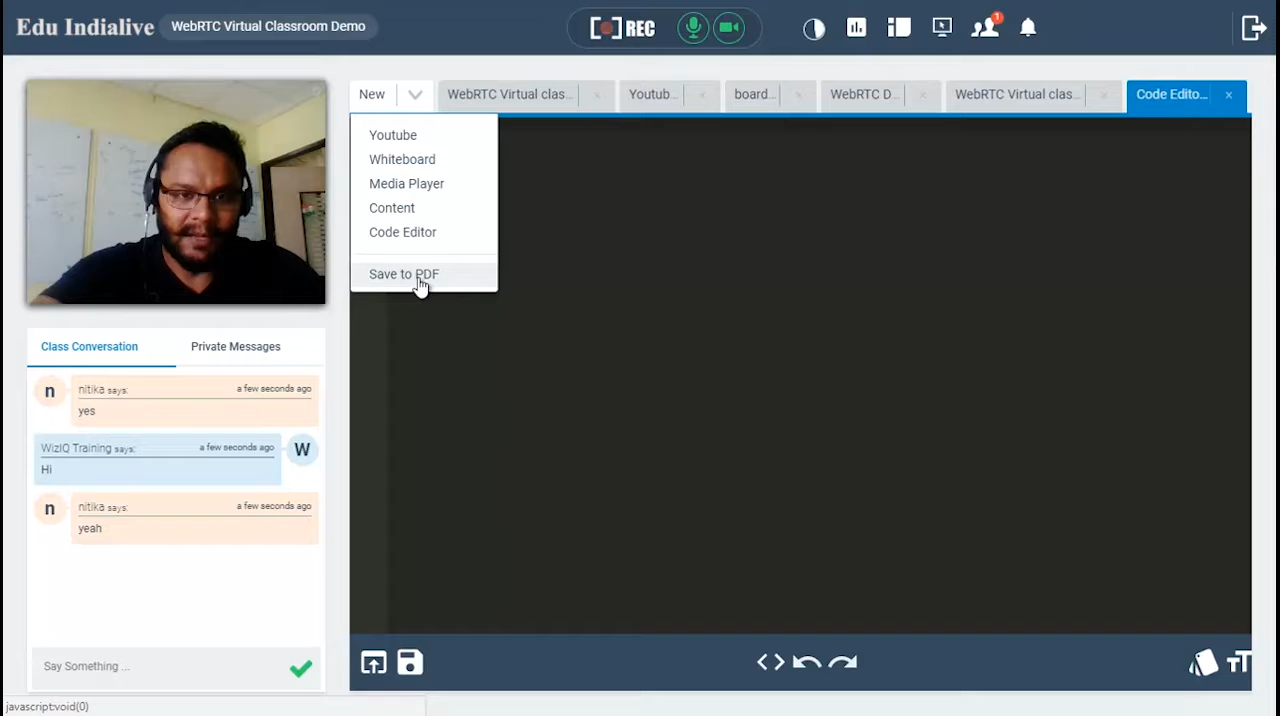 Edu Indialive
WebRTC Virtual Classroom Demo
REC
1
New
WebRTC Virtual clas...
Youtub...
board...
WebRTC D...
WebRTC Virtual clas...
Code Edito...
Youtube
Whiteboard
Media Player
Content
Code Editor
Save to PDF
Class Conversation
Private Messages
n
nitika says:
a few seconds ago
yes
WizIQ Training says:
a few seconds ago
W
Hi
n
nitika says:
a few seconds ago
yeah
Say Something ...
TT
javascript:void(0)